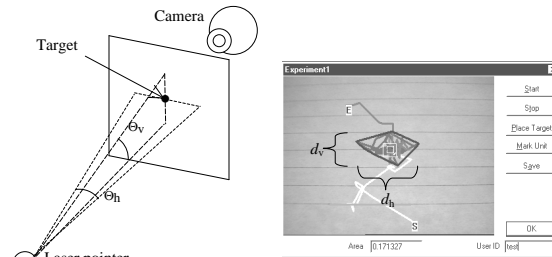 Camera
Target
Θv
Θh
Laser pointer
Experiment1
E
dv
dh
S
Start
Stop
Place Target
Mark Unit
Save
OK
Area 0.171327 User ID test